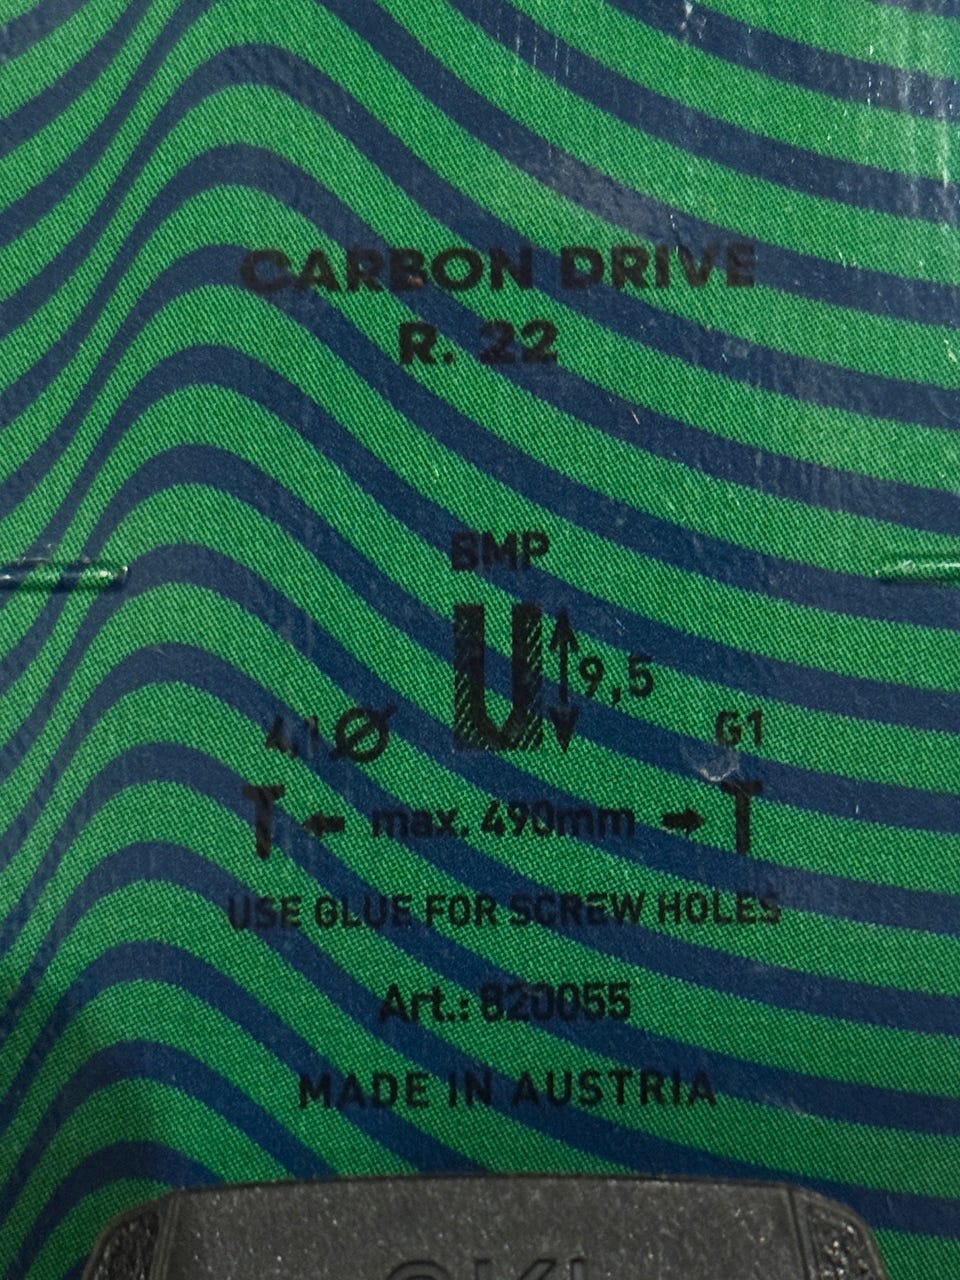 CARBON DRIVE
R. 22
BMP
9,5
4,1 Ø
G1
T ← max. 490mm → T
USE GLUE FOR SCREW HOLES
Art.: 820055
MADE IN AUSTRIA